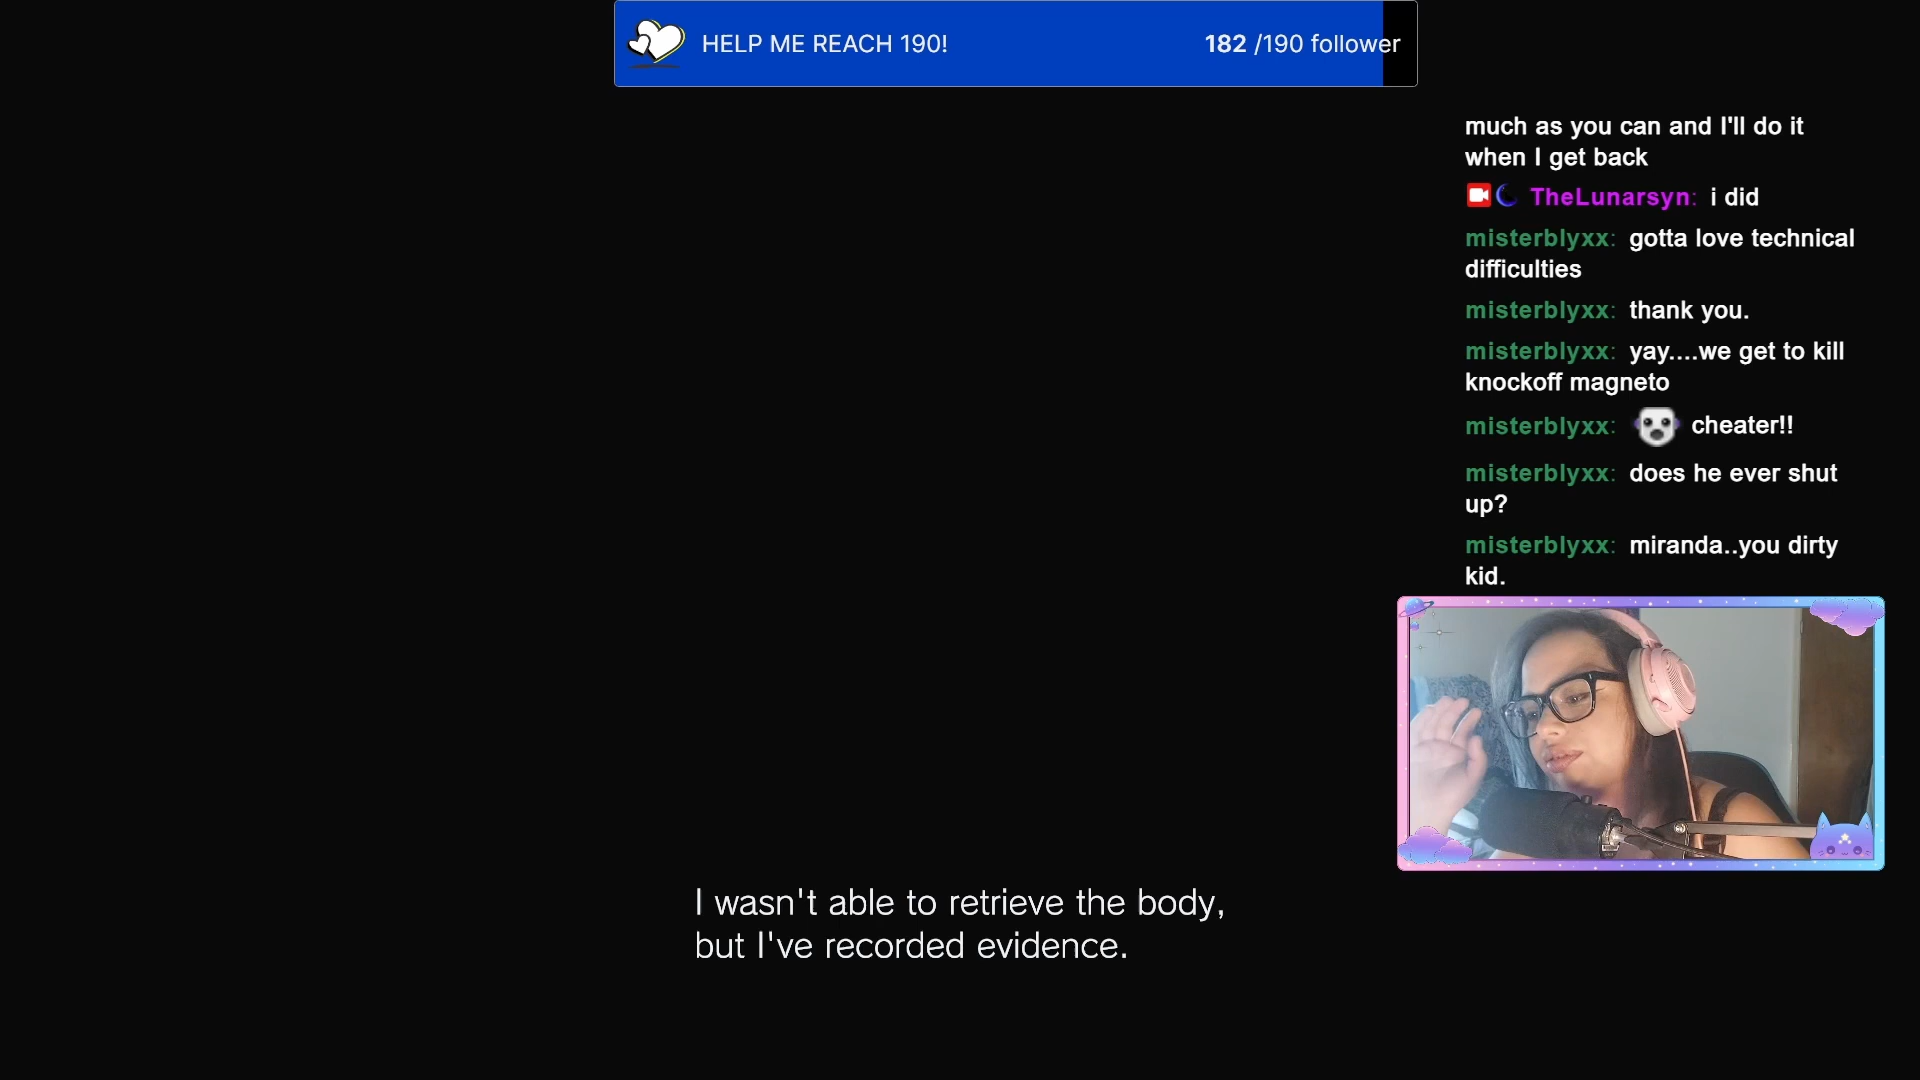 HELP ME REACH 190!
182 /190 follower
much as you can and I'll do it
when I get back
TheLunarsyn: i did
misterblyxx: gotta love technical
difficulties
misterblyxx: thank you.
misterblyxx: yay....we get to kill
knockoff magneto
misterblyxx: cheater!!
misterblyxx: does he ever shut
up?
misterblyxx: miranda..you dirty
kid.
I wasn't able to retrieve the body,
but I've recorded evidence.